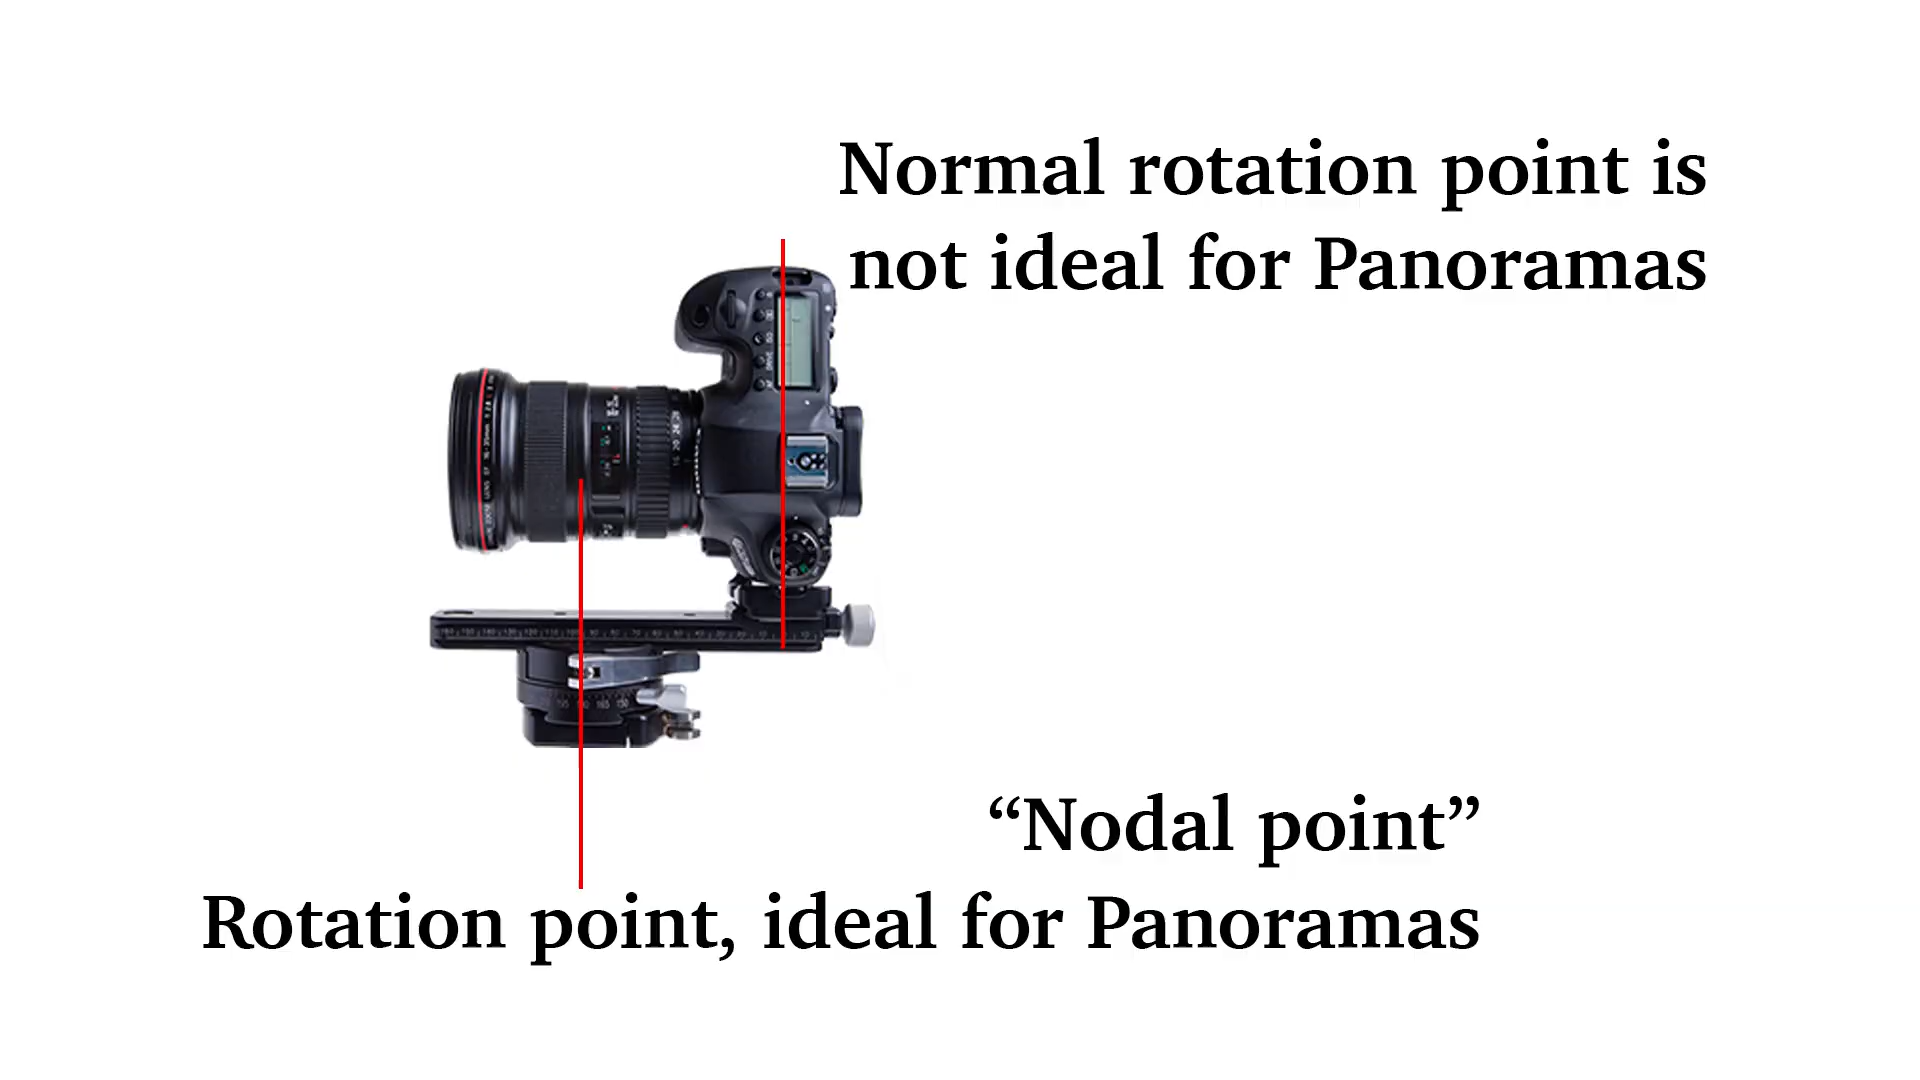 Normal rotation point is
not ideal for Panoramas
“Nodal point”
Rotation point, ideal for Panoramas